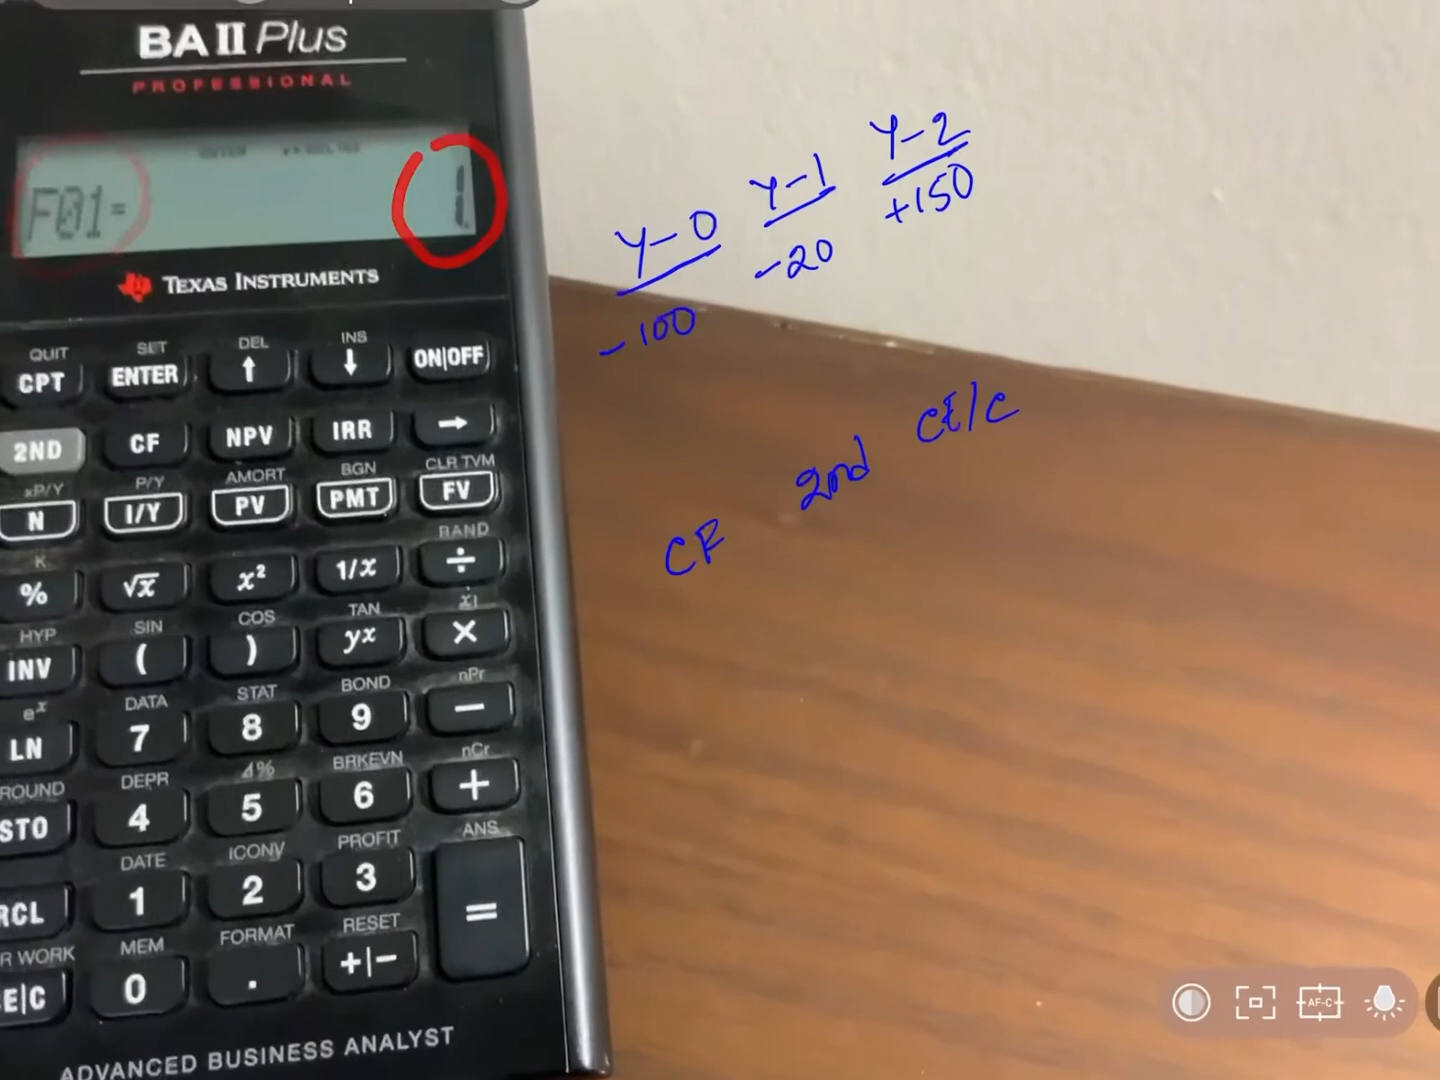 BA II Plus
PROFESSIONAL
F01= 1.
TEXAS INSTRUMENTS
QUIT SET DEL INS
CPT ENTER ↑ ↓ ON|OFF
2ND CF NPV IRR →
xP/Y P/Y AMORT BGN CLR TVM
N I/Y PV PMT FV
K RAND
% √x x² 1/x ÷
HYP SIN COS TAN x!
INV ( ) yx ×
eˣ DATA STAT BOND nPr
LN 7 8 9 −
ROUND DEPR Δ% BRKEVN nCr
STO 4 5 6 +
DATE ICONV PROFIT ANS
RCL 1 2 3 =
R WORK MEM FORMAT RESET
E|C 0 . +|−
ADVANCED BUSINESS ANALYST
Y-0 Y-1 Y-2
-100 -20 +150
CF 2nd CE/C
AF-C